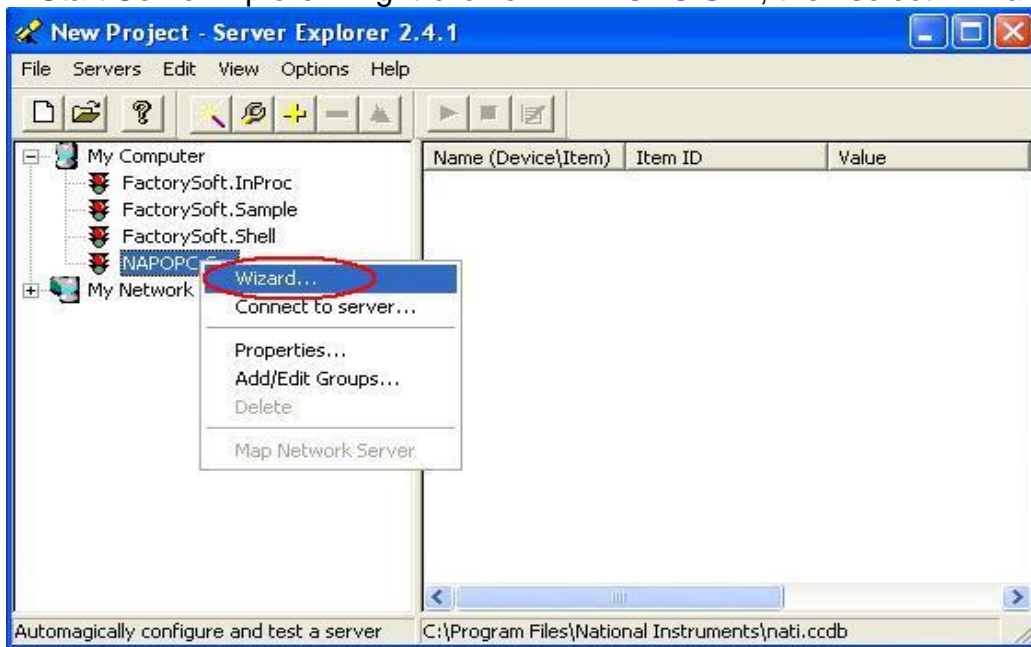 New Project - Server Explorer 2.4.1
File Servers Edit View Options Help
Name (Device\Item) Item ID Value
My Computer
FactorySoft.InProc
FactorySoft.Sample
FactorySoft.Shell
My Network
Wizard...
Connect to server...
Properties...
Add/Edit Groups...
Delete
Map Network Server
Automagically configure and test a server C:\Program Files\National Instruments\nati.ccdb